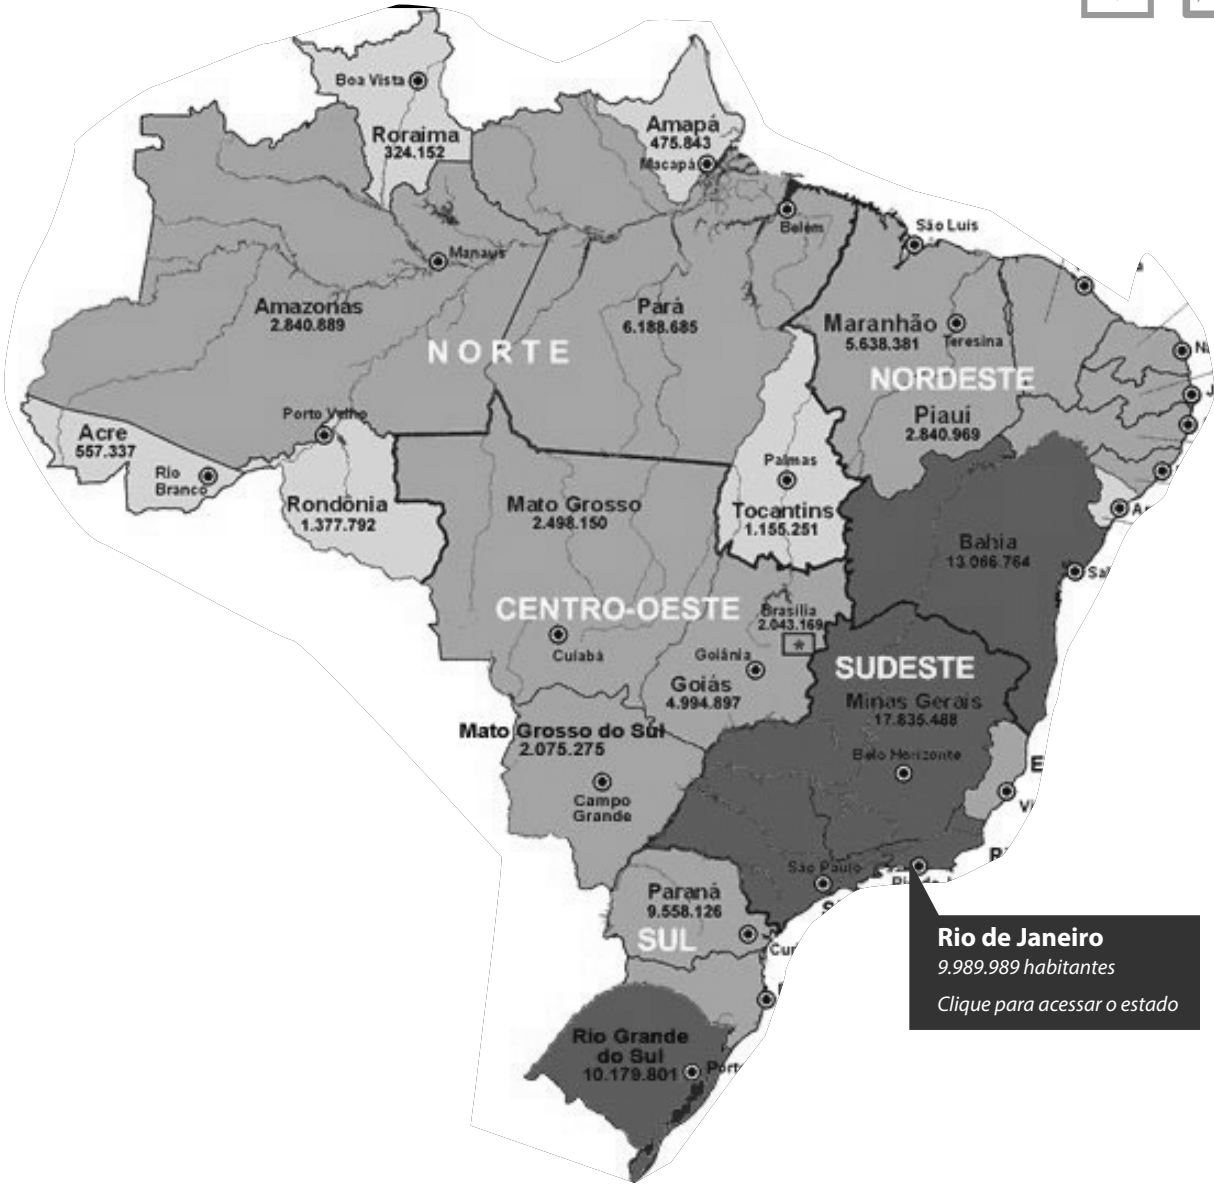 Boa Vista
Roraima
324.152
Amapá
475.843
Macapá
Belém
São Luis
Manaus
Amazonas
2.840.889
Pará
6.188.685
Maranhão
5.638.381
Teresina
NORTE
NORDESTE
Piauí
2.840.969
Porto Velho
Acre
557.337
Rio
Branco
Rondônia
1.377.792
Mato Grosso
2.498.150
Palmas
Tocantins
1.155.251
Bahia
13.066.764
Sal
CENTRO-OESTE
Brasília
2.043.169
Cuiabá
Goiânia
Goiás
4.994.897
SUDESTE
Minas Gerais
17.835.488
Mato Grosso do Sul
2.075.275
Belo Horizonte
Campo
Grande
São Paulo
Paraná
9.558.126
SUL
Cur
Rio de Janeiro
9.989.989 habitantes
Clique para acessar o estado
Rio Grande
do Sul
10.179.801
Port